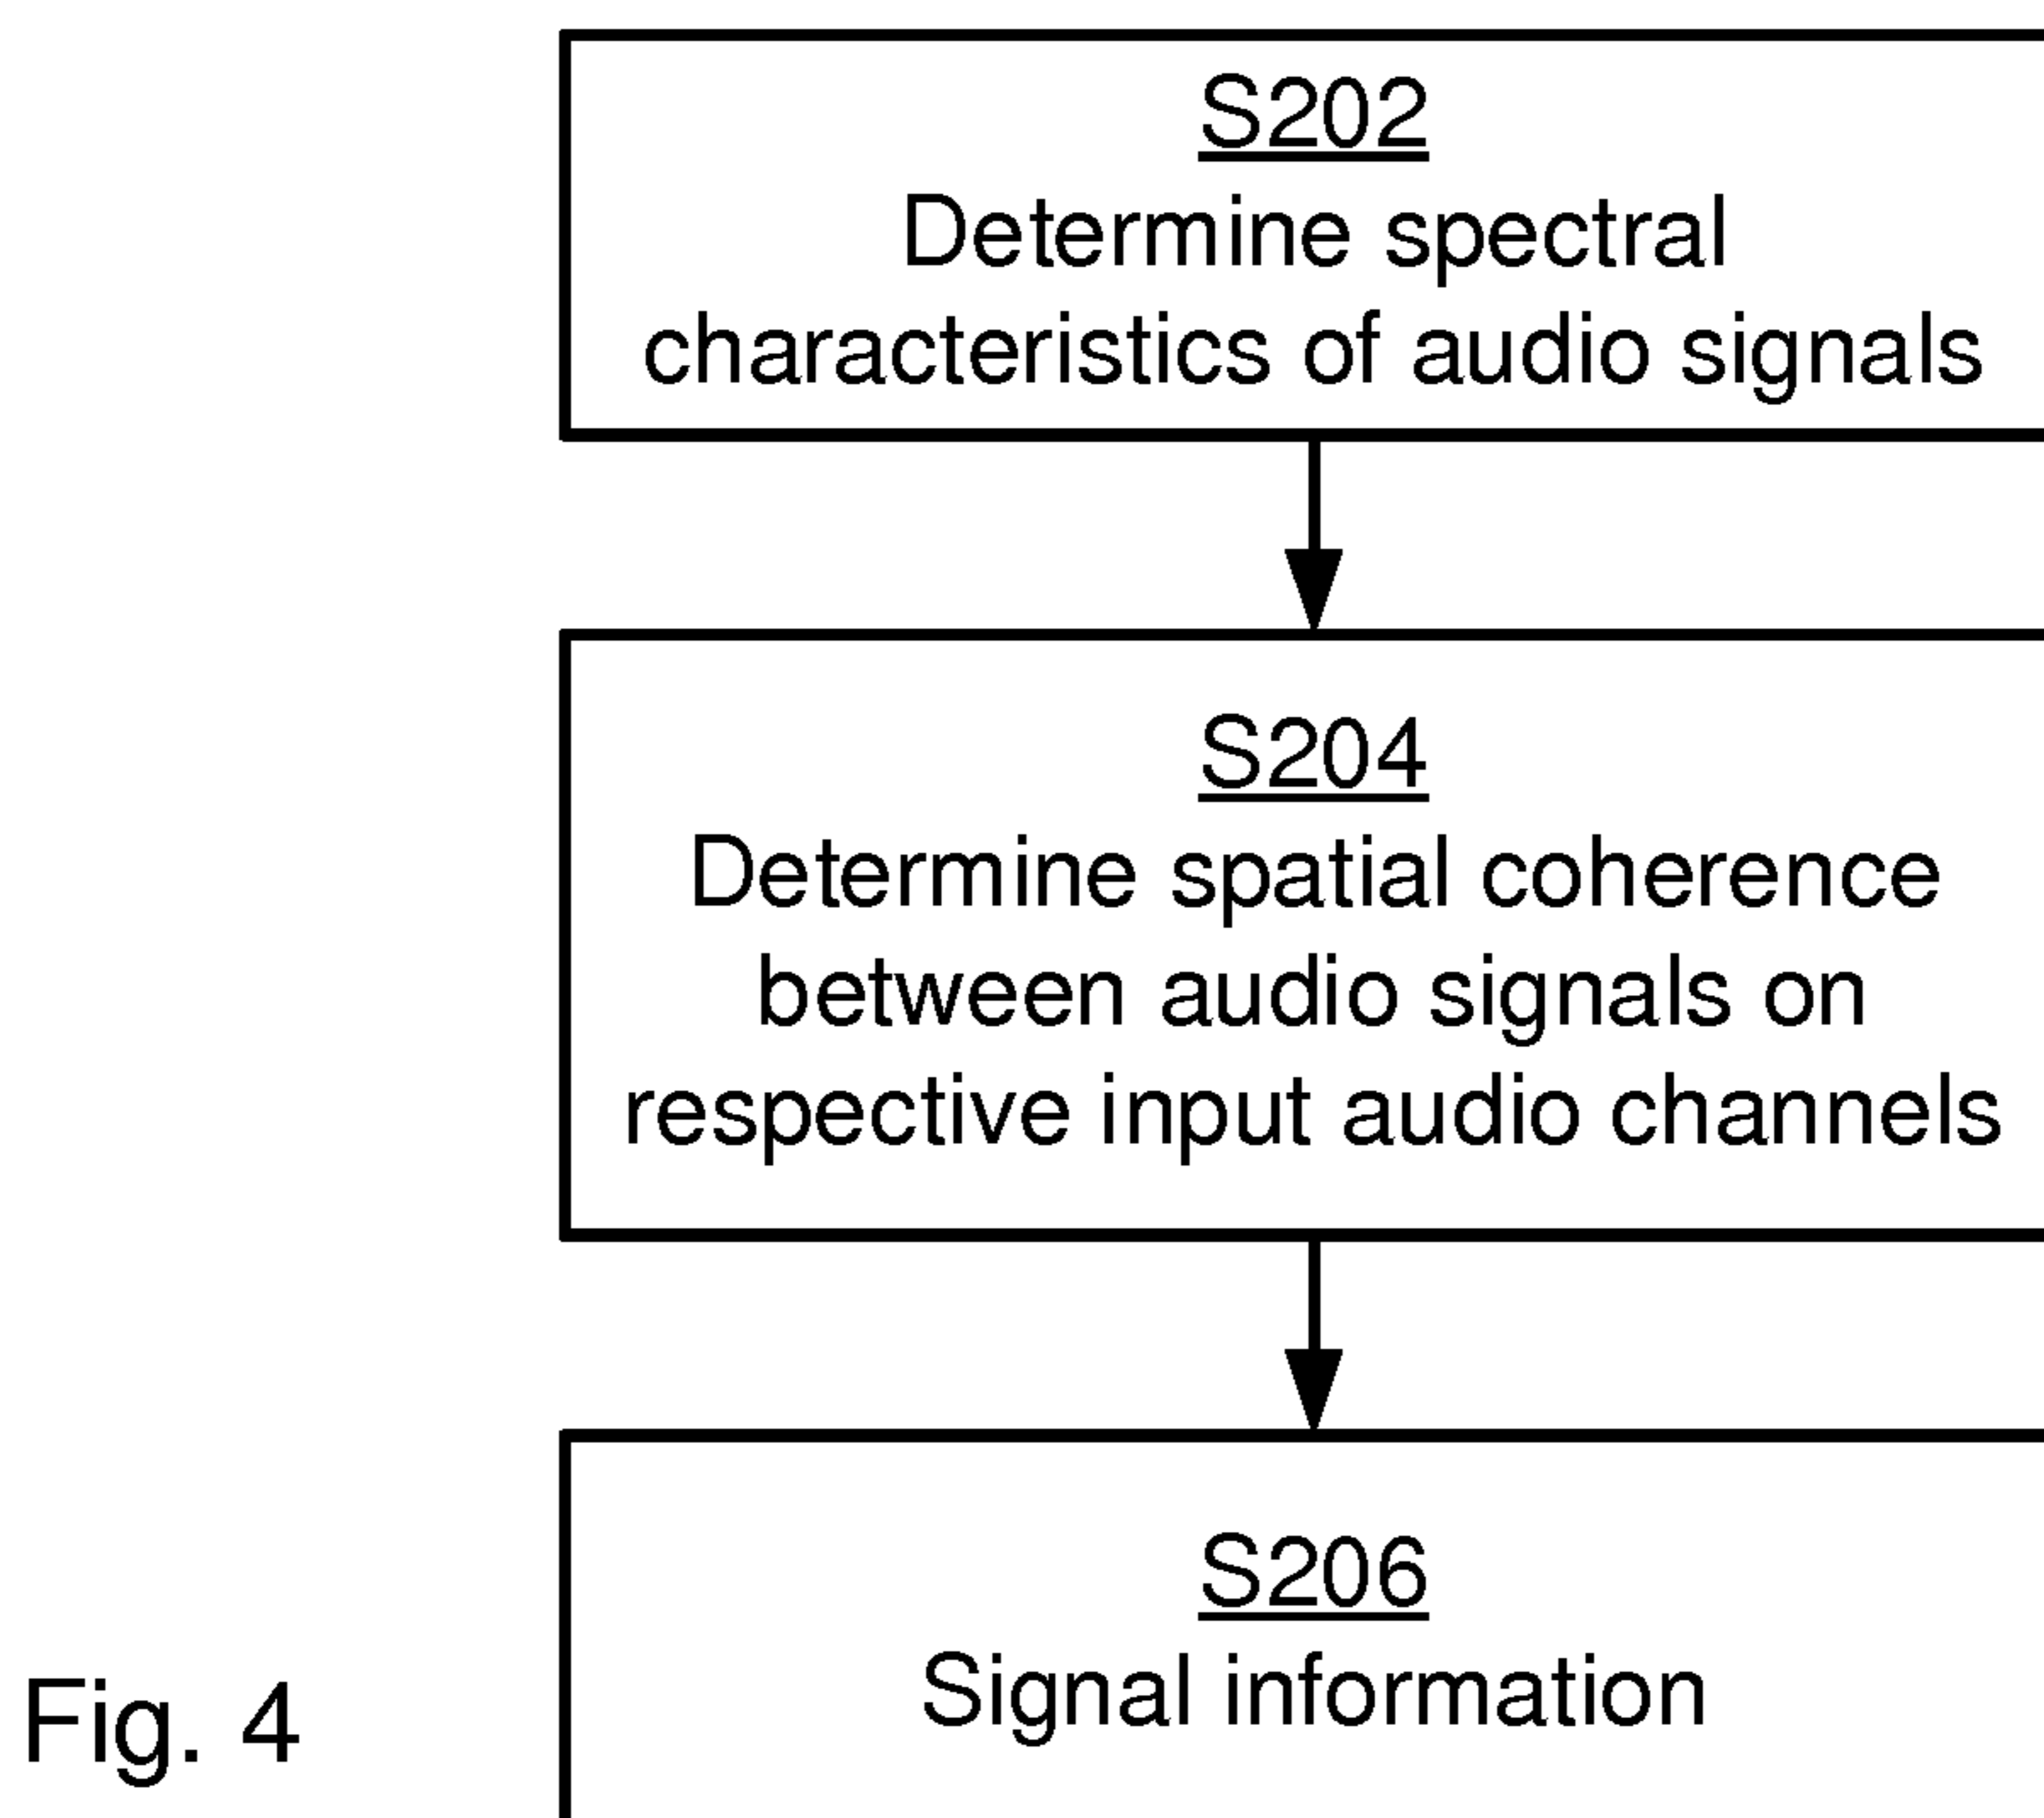 S202
Determine spectral
characteristics of audio signals
S204
Determine spatial coherence
between audio signals on
respective input audio channels
S206
Signal information
Fig. 4